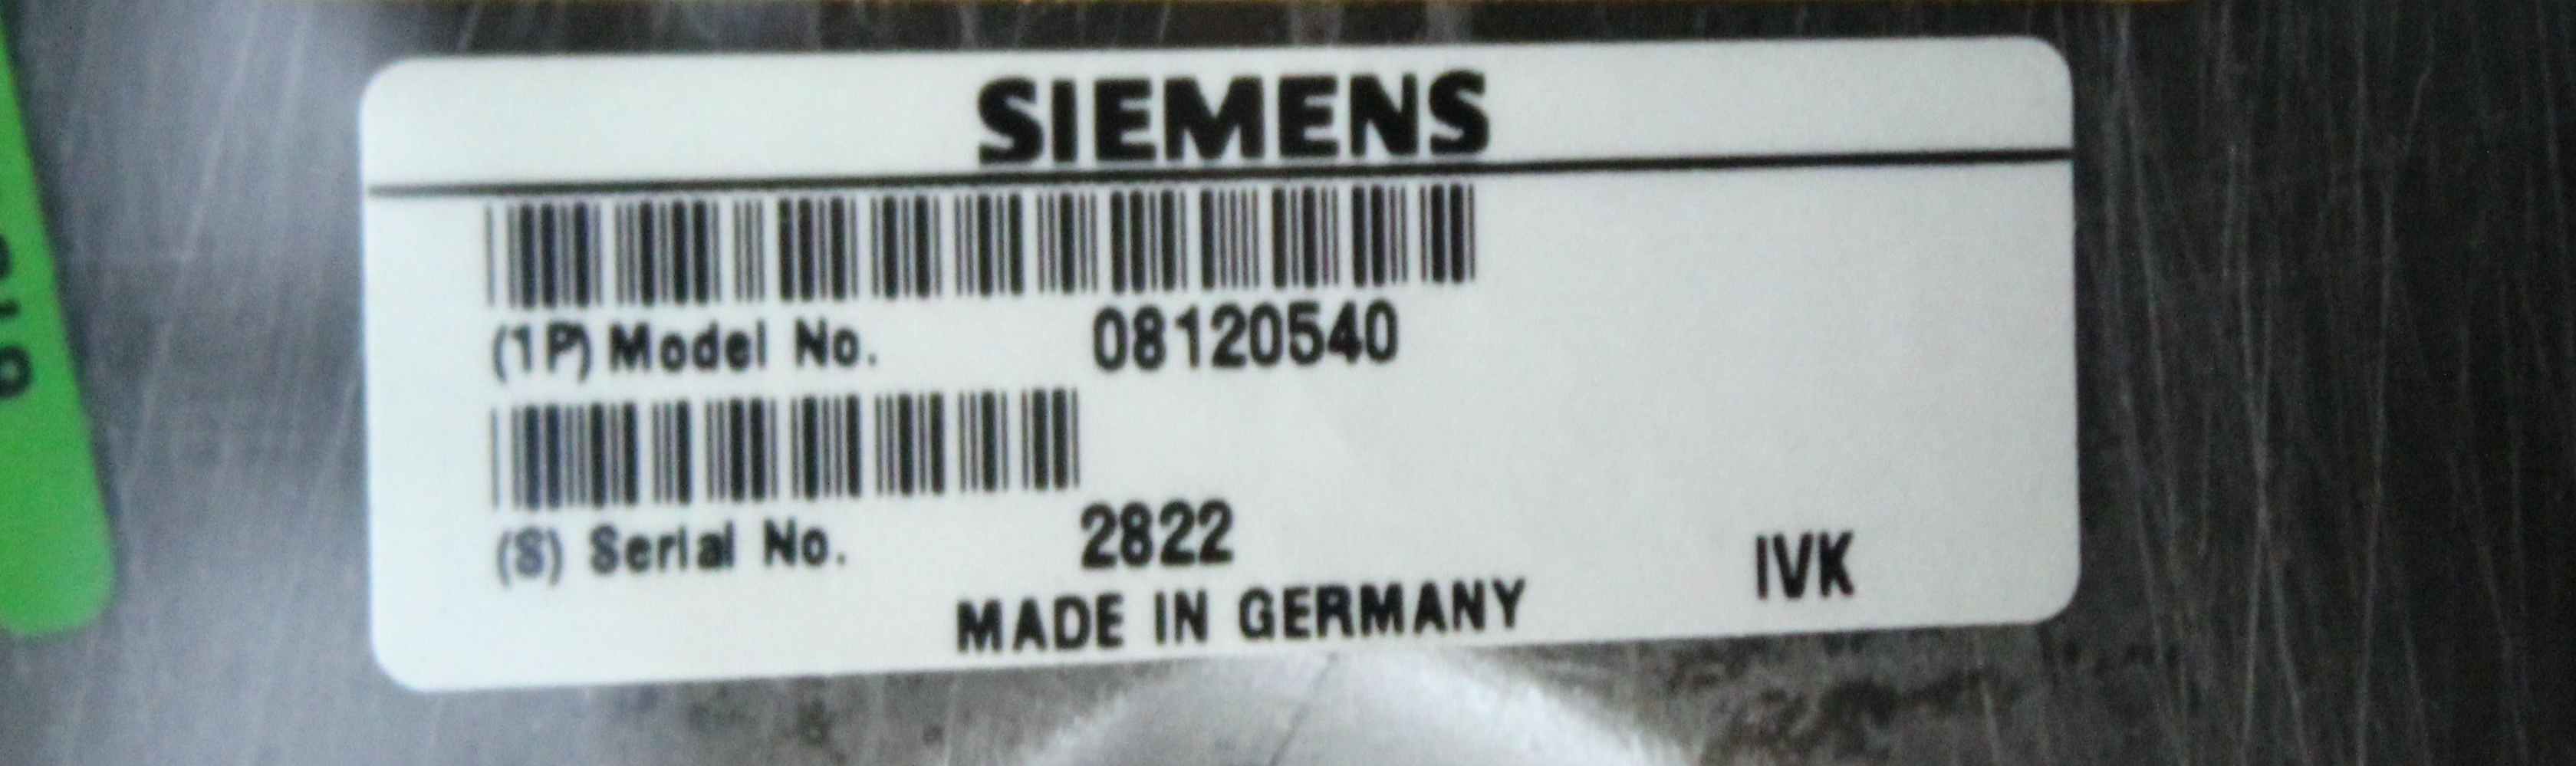 SIEMENS
(1P) Model No. 08120540
(S) Serial No. 2822
IVK
MADE IN GERMANY